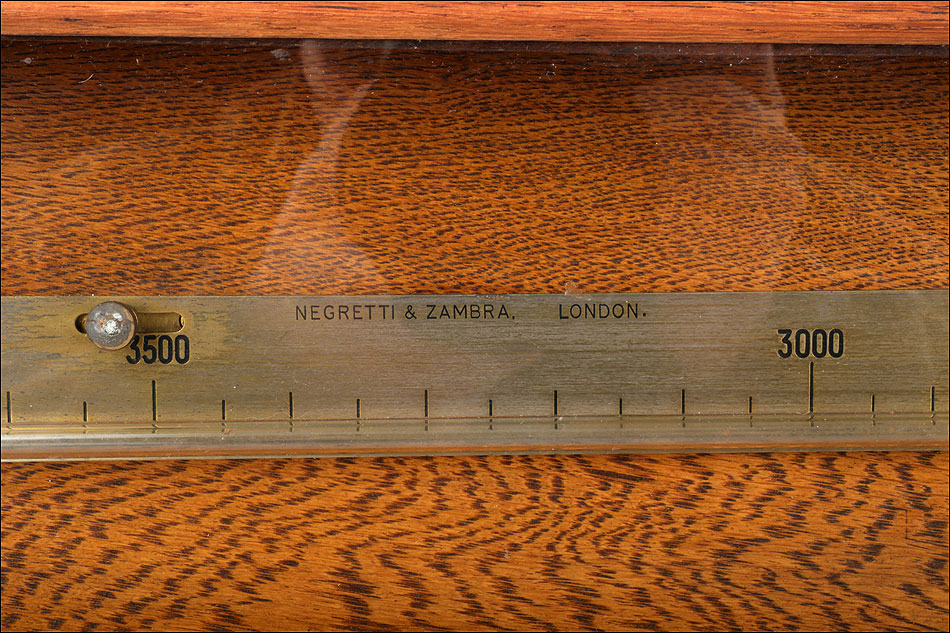 NEGRETTI & ZAMBRA, LONDON.
3500 3000